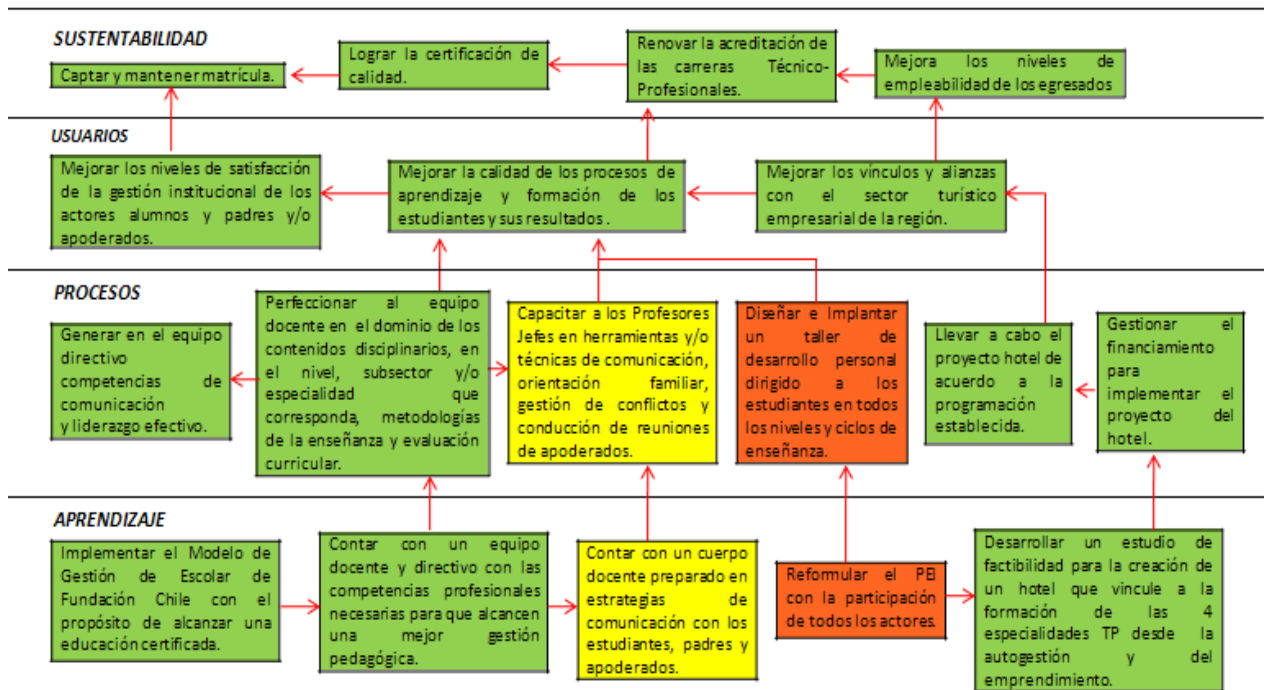 SUSTENTABILIDAD
Captar y mantener matrícula.
Lograr la certificación de
calidad.
Renovar la acreditación de
las carreras Técnico-
Profesionales.
Mejora los niveles de
empleabilidad de los egresados
USUARIOS
Mejorar los niveles de satisfacción
de la gestión institucional de los
actores alumnos y padres y/o
apoderados.
Mejorar la calidad de los procesos de
aprendizaje y formación de los
estudiantes y sus resultados .
Mejorar los vínculos y alianzas
con el sector turístico
empresarial de la región.
PROCESOS
Generar en el equipo
directivo
competencias de
comunicación
y liderazgo efectivo.
Perfeccionar al equipo
docente en el dominio de los
contenidos disciplinarios, en
el nivel, subsector y/o
especialidad que
corresponda, metodologías
de la enseñanza y evaluación
curricular.
Capacitar a los Profesores
Jefes en herramientas y/o
técnicas de comunicación,
orientación familiar,
gestión de conflictos y
conducción de reuniones
de apoderados.
Diseñar e Implantar
un taller de
desarrollo personal
dirigido a los
estudiantes en todos
los niveles y ciclos de
enseñanza.
Llevar a cabo el
proyecto hotel de
acuerdo a la
programación
establecida.
Gestionar el
financiamiento
para
implementar el
proyecto del
hotel.
APRENDIZAJE
Implementar el Modelo de
Gestión de Escolar de
Fundación Chile con el
propósito de alcanzar una
educación certificada.
Contar con un equipo
docente y directivo con las
competencias profesionales
necesarias para que alcancen
una mejor gestión
pedagógica.
Contar con un cuerpo
docente preparado en
estrategias de
comunicación con los
estudiantes, padres y
apoderados.
Reformular el PEI
con la participación
de todos los actores.
Desarrollar un estudio de
factibilidad para la creación de
un hotel que vincule a la
formación de las 4
especialidades TP desde la
autogestión y del
emprendimiento.